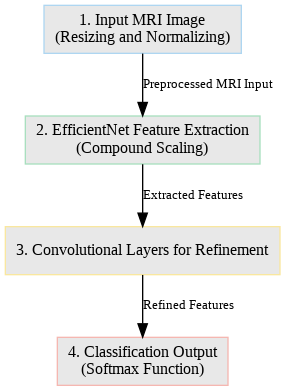 1. Input MRI Image
(Resizing and Normalizing)
Preprocessed MRI Input
2. EfficientNet Feature Extraction
(Compound Scaling)
Extracted Features
3. Convolutional Layers for Refinement
Refined Features
4. Classification Output
(Softmax Function)